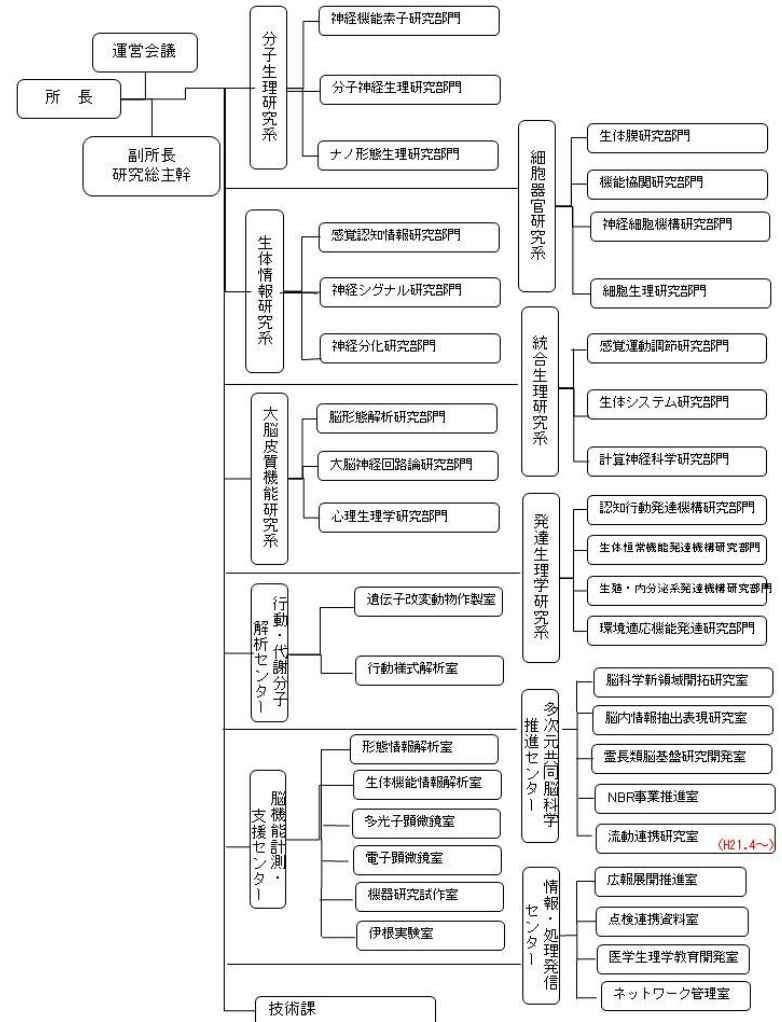 運営会議
所　長
副所長
研究総主幹
分子生理研究系
神経機能素子研究部門
分子神経生理研究部門
ナノ形態生理研究部門
細胞器官研究系
生体膜研究部門
機能協関研究部門
神経細胞機構研究部門
細胞生理研究部門
生体情報研究系
感覚認知情報研究部門
神経シグナル研究部門
神経分化研究部門
統合生理研究系
感覚運動調節研究部門
生体システム研究部門
計算神経科学研究部門
大脳皮質機能研究系
脳形態解析研究部門
大脳神経回路論研究部門
心理生理学研究部門
発達生理学研究系
認知行動発達機構研究部門
生体恒常機能発達機構研究部門
生殖・内分泌系発達機構研究部門
環境適応機能発達研究部門
行動・代謝分子
解析センター
遺伝子改変動物作製室
行動様式解析室
多次元共同脳科学
推進センター
脳科学新領域開拓研究室
脳内情報抽出表現研究室
霊長類脳基盤研究開発室
NBR事業推進室
流動連携研究室
（H21.4～）
脳機能計測・
支援センター
形態情報解析室
生体機能情報解析室
多光子顕微鏡室
電子顕微鏡室
機器研究試作室
伊根実験室
情報・処理発信
センター
広報展開推進室
点検連携資料室
医学生理学教育開発室
ネットワーク管理室
技術課